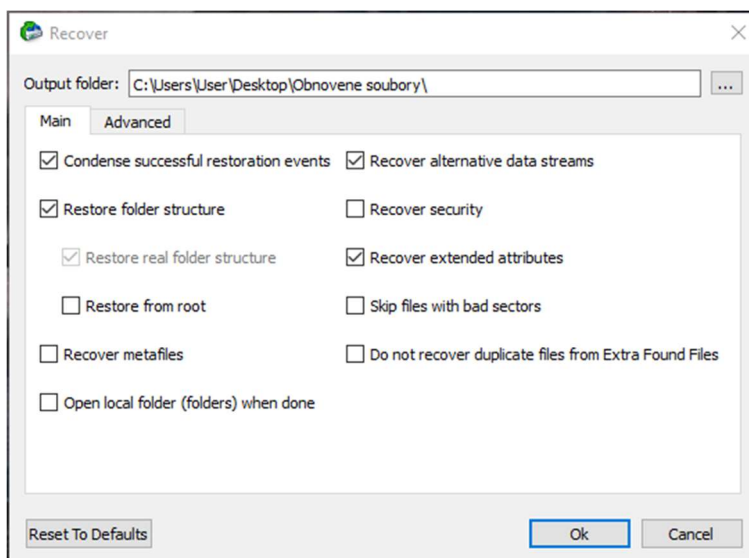 Recover
Output folder: C:\Users\User\Desktop\Obnovene soubory\ ...
Main Advanced
Condense successful restoration events Recover alternative data streams
Restore folder structure Recover security
Restore real folder structure Recover extended attributes
Restore from root Skip files with bad sectors
Recover metafiles Do not recover duplicate files from Extra Found Files
Open local folder (folders) when done
Reset To Defaults Ok Cancel